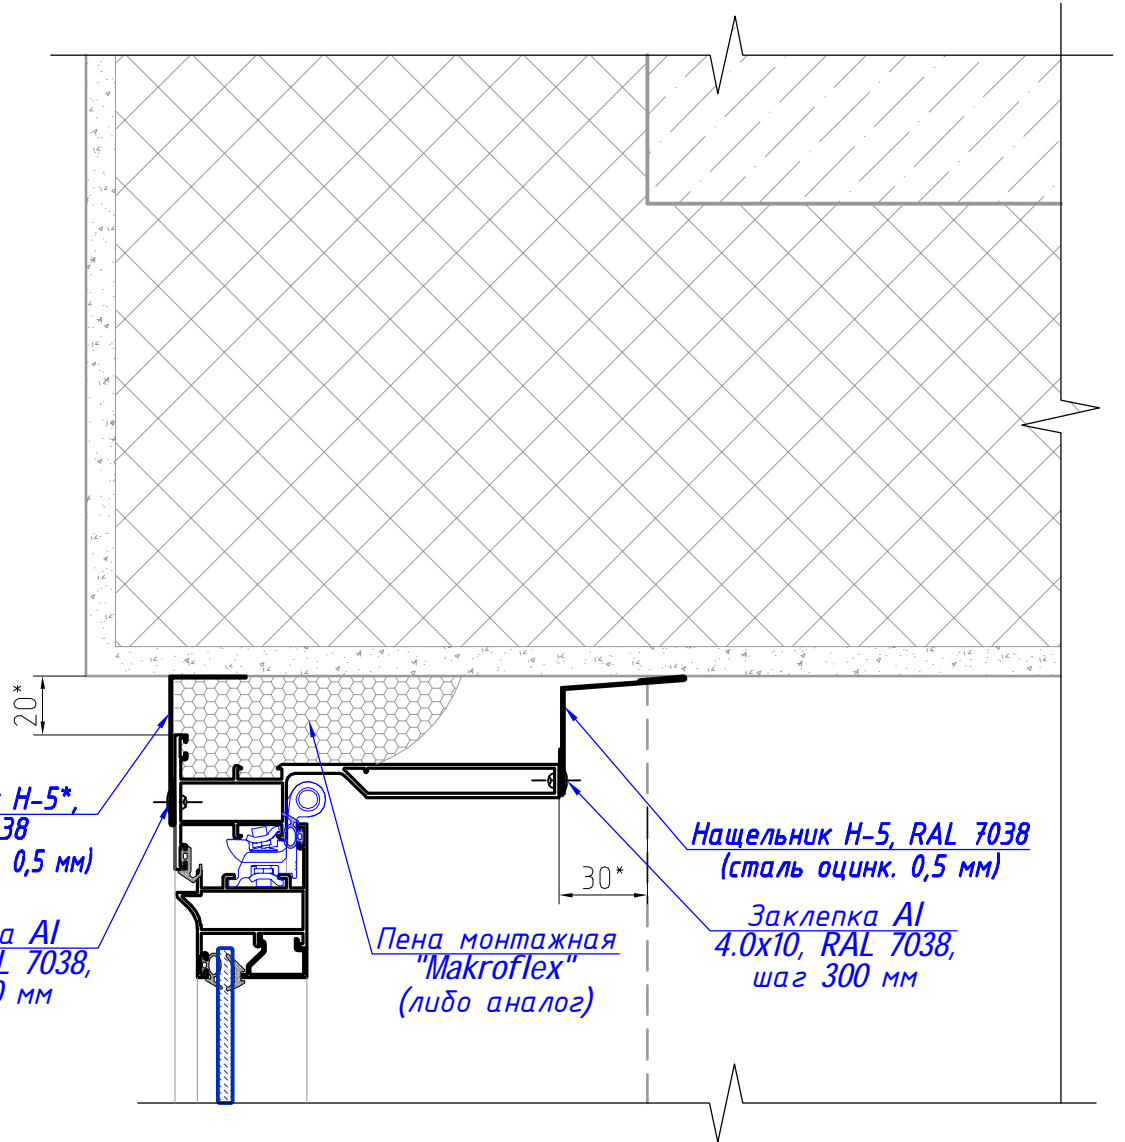 20*
Н-5*,
38
0,5 мм)
а Al
L 7038,
0 мм
Пена монтажная
"Makroflex"
(либо аналог)
30*
Нащельник Н-5, RAL 7038
(сталь оцинк. 0,5 мм)
Заклепка Al
4.0х10, RAL 7038,
шаг 300 мм